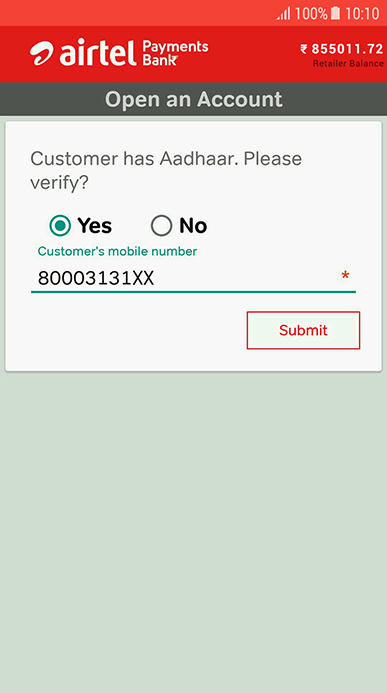 100% 10:10
airtel Payments Bank
₹ 855011.72
Retailer Balance
Open an Account
Customer has Aadhaar. Please
verify?
Yes No
Customer's mobile number
80003131XX *
Submit